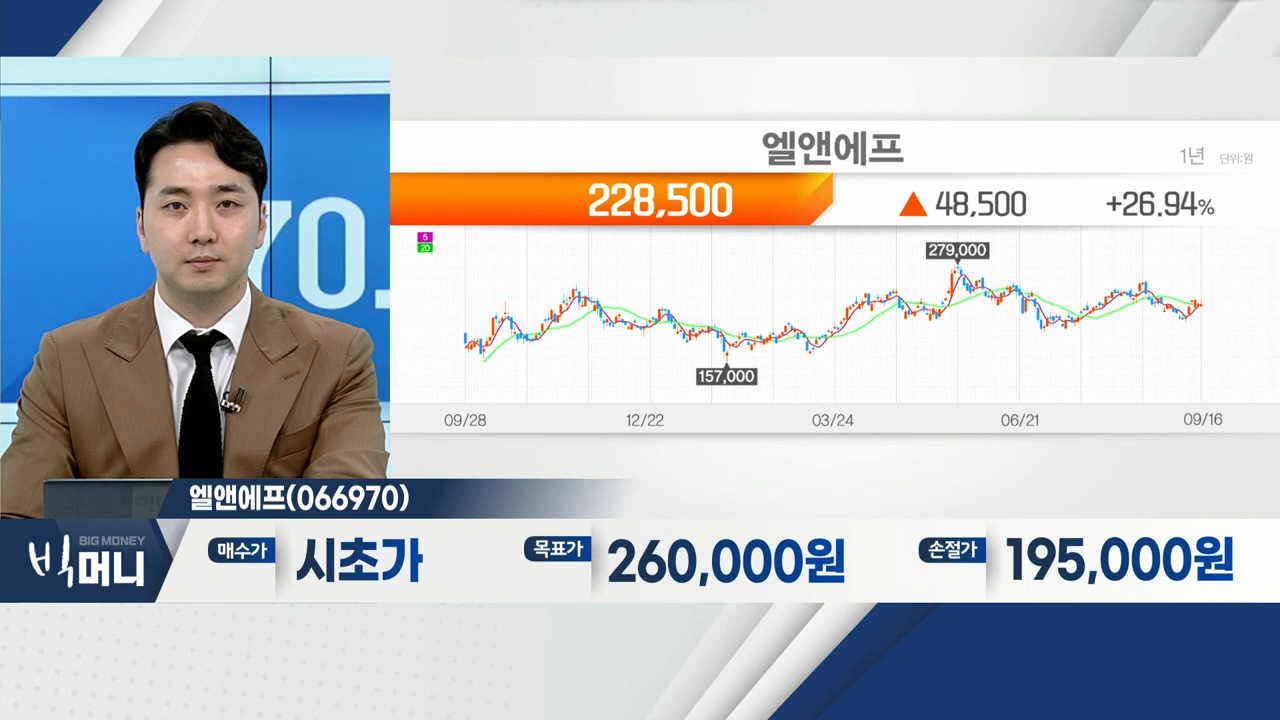 70.
엘앤에프
1년 단위:원
228,500 ▲ 48,500 +26.94%
5
20
279,000
157,000
09/28 12/22 03/24 06/21 09/16
엘앤에프(066970)
BIG MONEY
빅머니
매수가 시초가 목표가 260,000원 손절가 195,000원